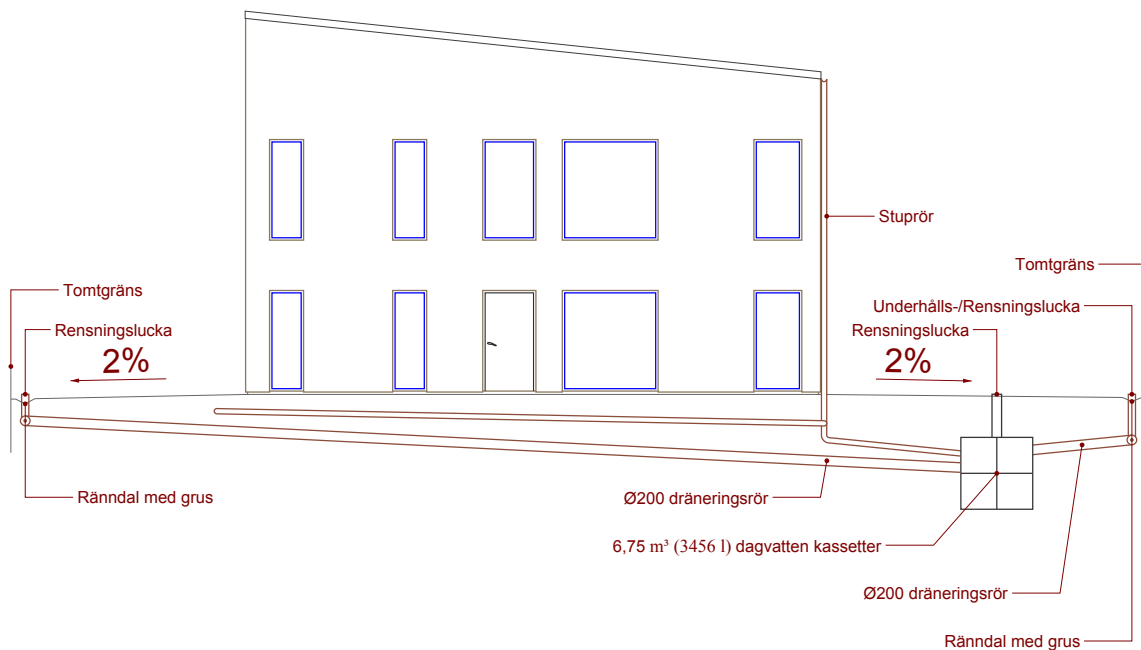 Stuprör
Tomtgräns
Tomtgräns
Underhålls-/Rensningslucka
Rensningslucka
Rensningslucka
2%
2%
Ränndal med grus
Ø200 dräneringsrör
6,75 m³ (3456 l) dagvatten kassetter
Ø200 dräneringsrör
Ränndal med grus